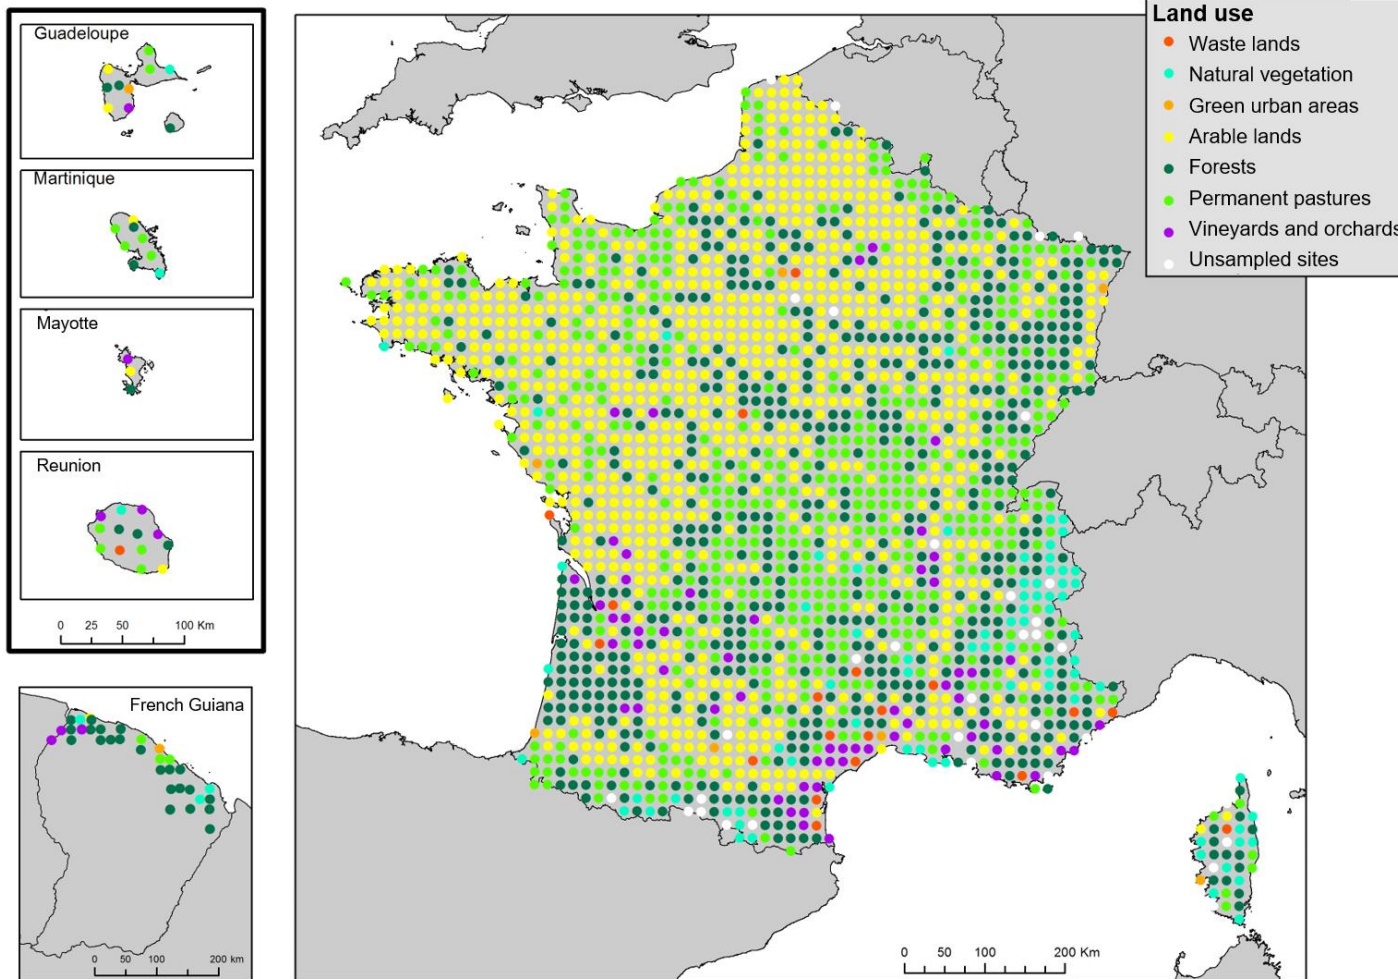 Guadeloupe
Martinique
Mayotte
Reunion
0 25 50 100 Km
French Guiana
0 50 100 200 km
Land use
Waste lands
Natural vegetation
Green urban areas
Arable lands
Forests
Permanent pastures
Vineyards and orchards
Unsampled sites
0 50 100 200 Km